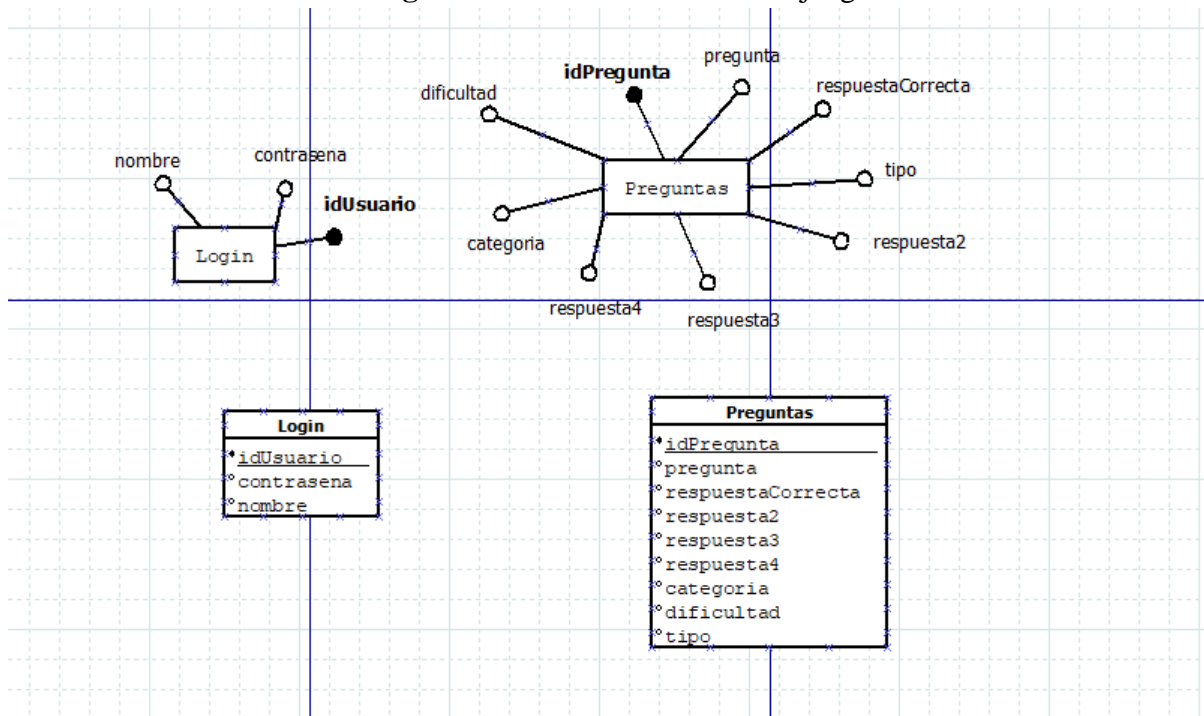 pregunta
idPregunta
respuestaCorrecta
dificultad
nombre
contrasena
tipo
Preguntas
idUsuario
categoria
respuesta2
Login
respuesta4
respuesta3
Login
idUsuario
contrasena
nombre
Preguntas
idPregunta
pregunta
respuestaCorrecta
respuesta2
respuesta3
respuesta4
categoria
dificultad
tipo